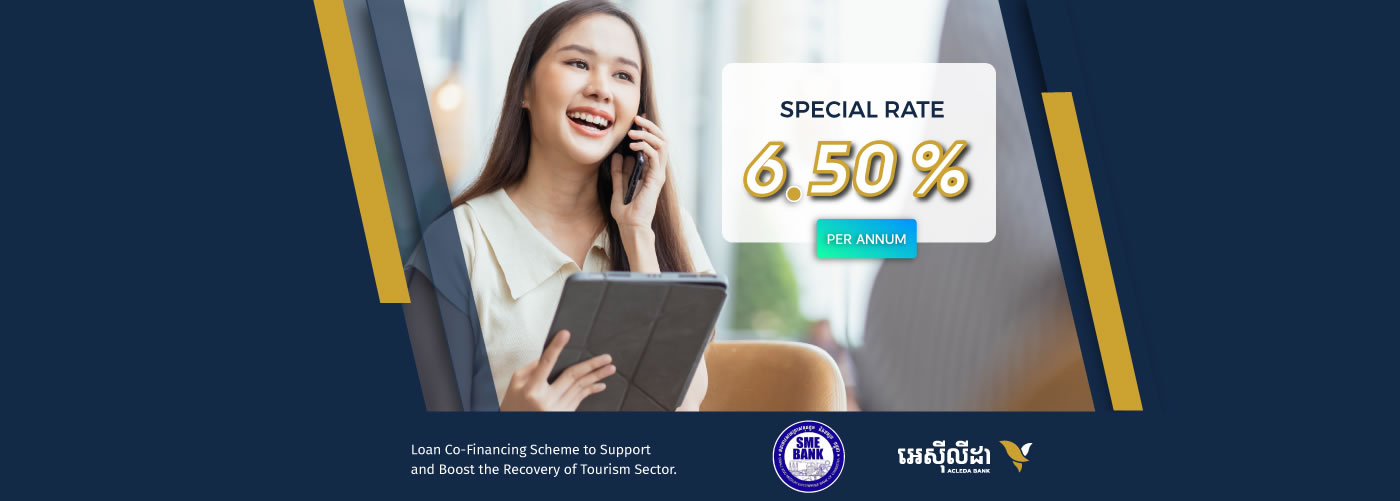 SPECIAL RATE
6.50 %
PER ANNUM
Loan Co-Financing Scheme to Support
and Boost the Recovery of Tourism Sector.
SME
BANK
អេស៊ីលីដា
ACLEDA BANK